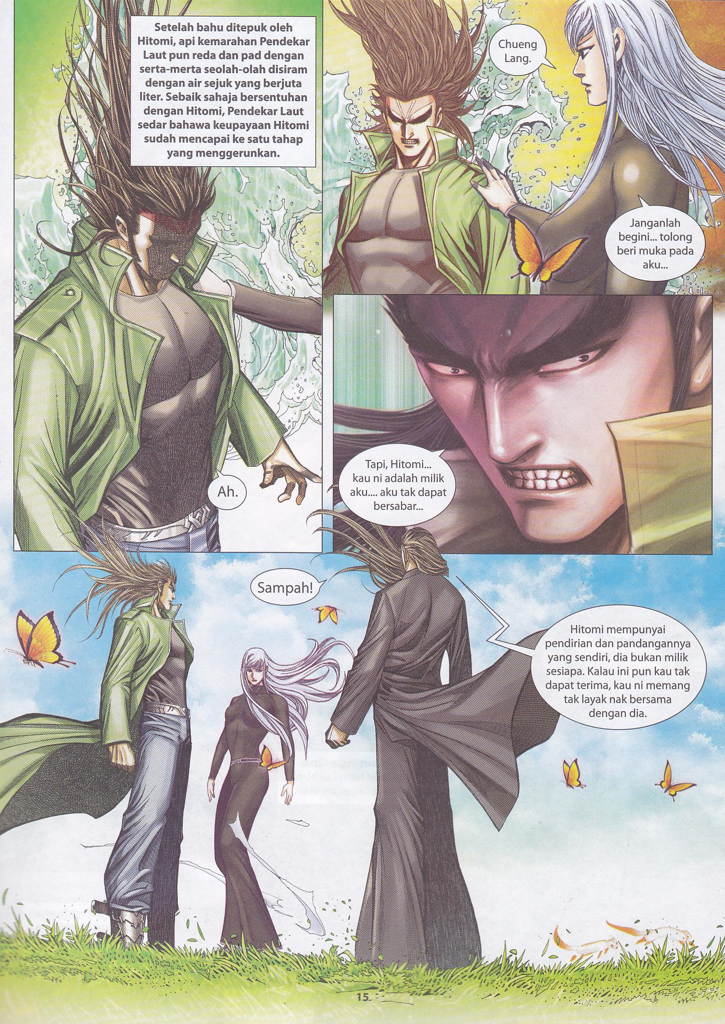 Setelah bahu ditepuk oleh
Hitomi, api kemarahan Pendekar
Laut pun reda dan pad dengan
serta-merta seolah-olah disiram
dengan air sejuk yang berjuta
liter. Sebaik sahaja bersentuhan
dengan Hitomi, Pendekar Laut
sedar bahawa keupayaan Hitomi
sudah mencapai ke satu tahap
yang menggerunkan.
Ah.
Chueng
Lang.
Janganlah
begini... tolong
beri muka pada
aku...
Tapi, Hitomi...
kau ni adalah milik
aku.... aku tak dapat
bersabar...
Sampah!
Hitomi mempunyai
pendirian dan pandangannya
yang sendiri, dia bukan milik
sesiapa. Kalau ini pun kau tak
dapat terima, kau ni memang
tak layak nak bersama
dengan dia.
15